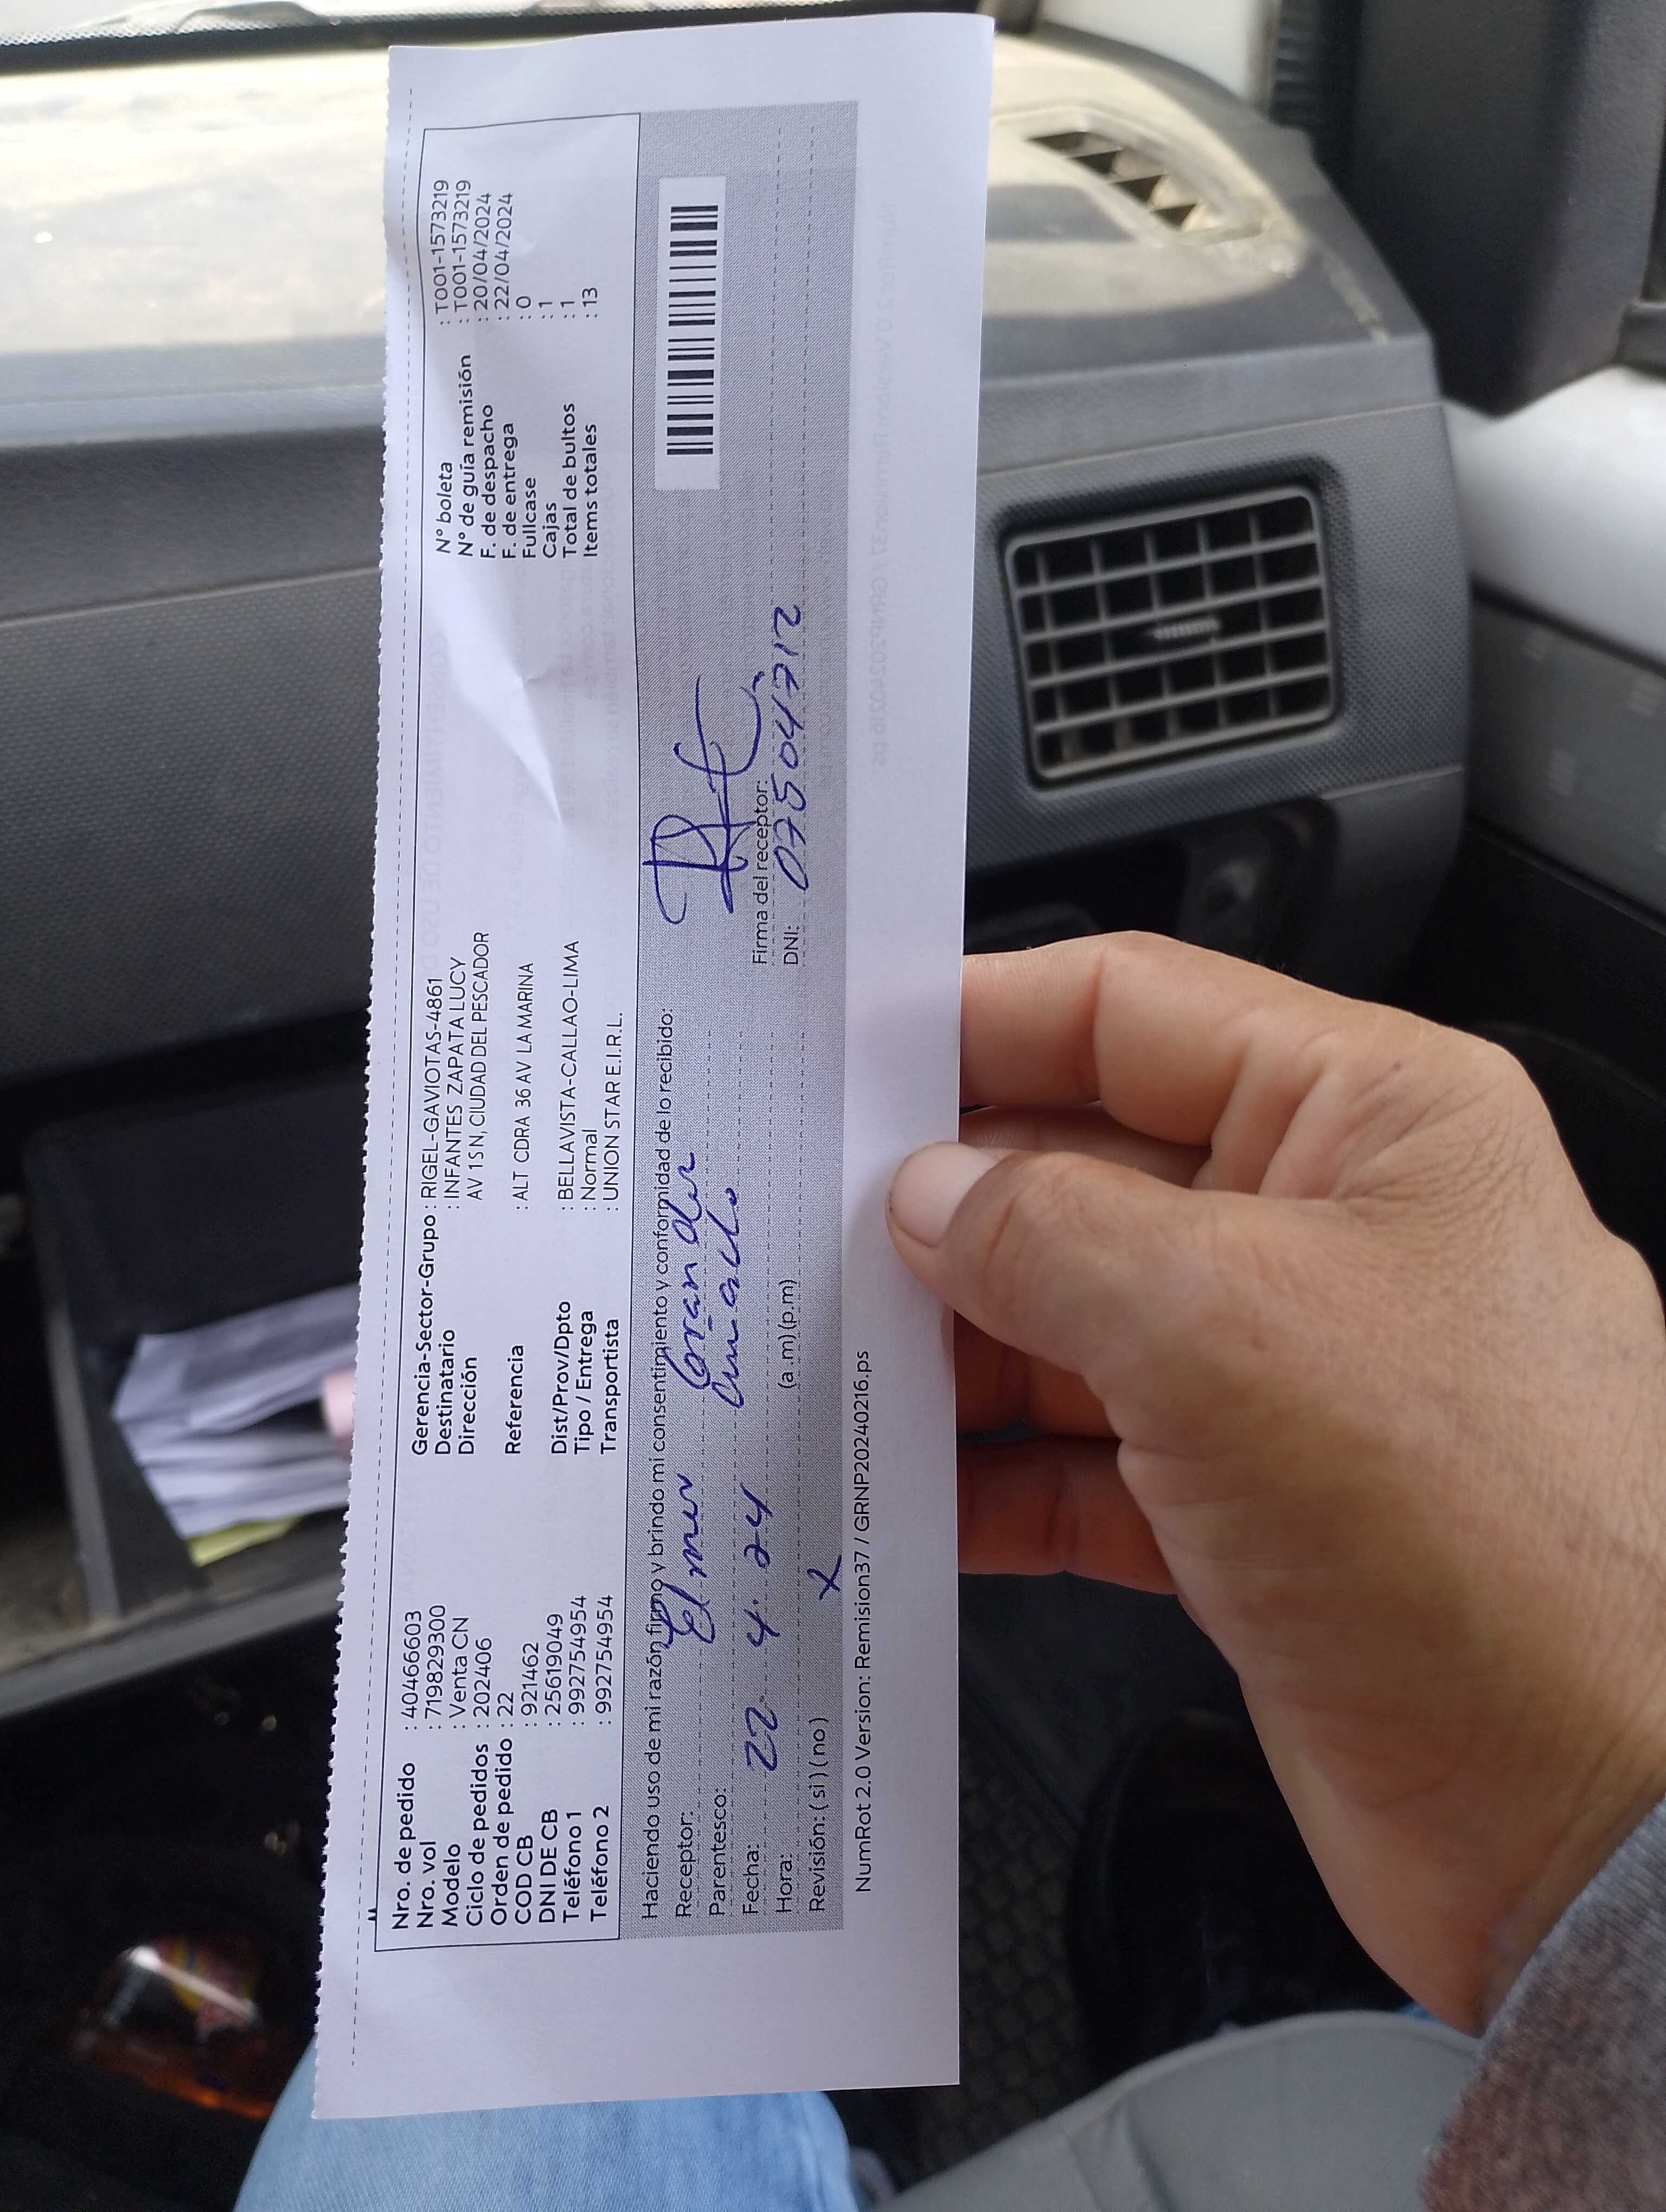 Nro. de pedido : 40466603
Nro. vol : 719829300
Modelo : Venta CN
Ciclo de pedidos : 202406
Orden de pedido : 22
COD CB : 921462
DNI DE CB : 25619049
Teléfono 1 : 992754954
Teléfono 2 : 992754954
Gerencia-Sector-Grupo : RIGEL-GAVIOTAS-4861
Destinatario : INFANTES ZAPATA LUCY
Dirección AV 1 S N, CIUDAD DEL PESCADOR
Referencia : ALT CDRA 36 AV LA MARINA
Dist/Prov/Dpto : BELLAVISTA-CALLAO-LIMA
Tipo / Entrega : Normal
Transportista : UNION STAR E.I.R.L.
N° boleta : T001-1573219
N° de guía remisión : T001-1573219
F. de despacho : 20/04/2024
F. de entrega : 22/04/2024
Fullcase : 0
Cajas : 1
Total de bultos : 1
Items totales : 13
Haciendo uso de mi razón firmo y brindo mi consentimiento y conformidad de lo recibido:
Receptor: Elmer
Parentesco:
Fecha: 22 4. 24
Hora: (a.m) (p.m)
Revisión: ( si ) ( no ) X
Firma del receptor:
DNI: 07504712
NumRot 2.0 Version: Remision37 / GRNP20240216.ps